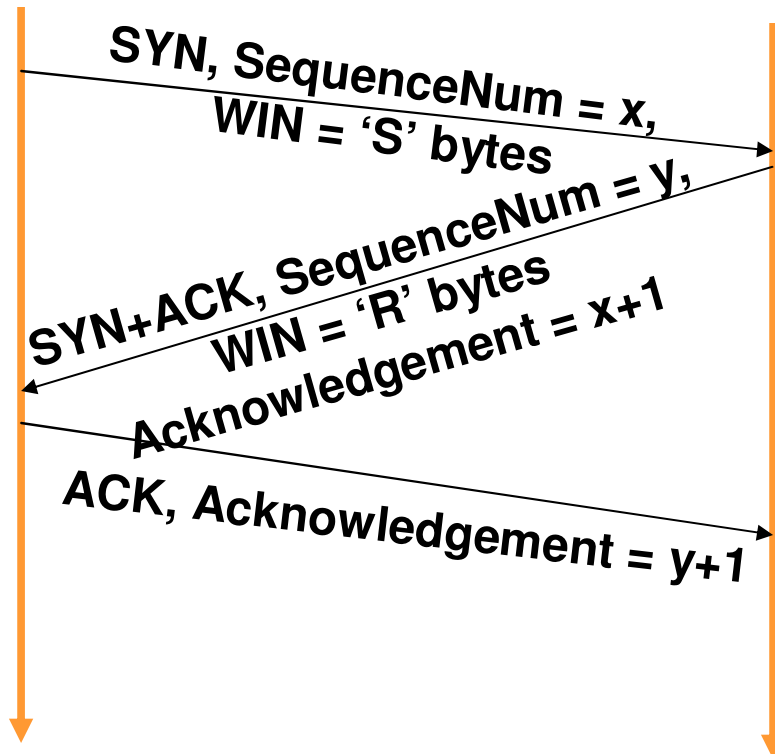 SYN, SequenceNum = x,
WIN = ‘S’ bytes
SYN+ACK, SequenceNum = y,
WIN = ‘R’ bytes
Acknowledgement = x+1
ACK, Acknowledgement = y+1